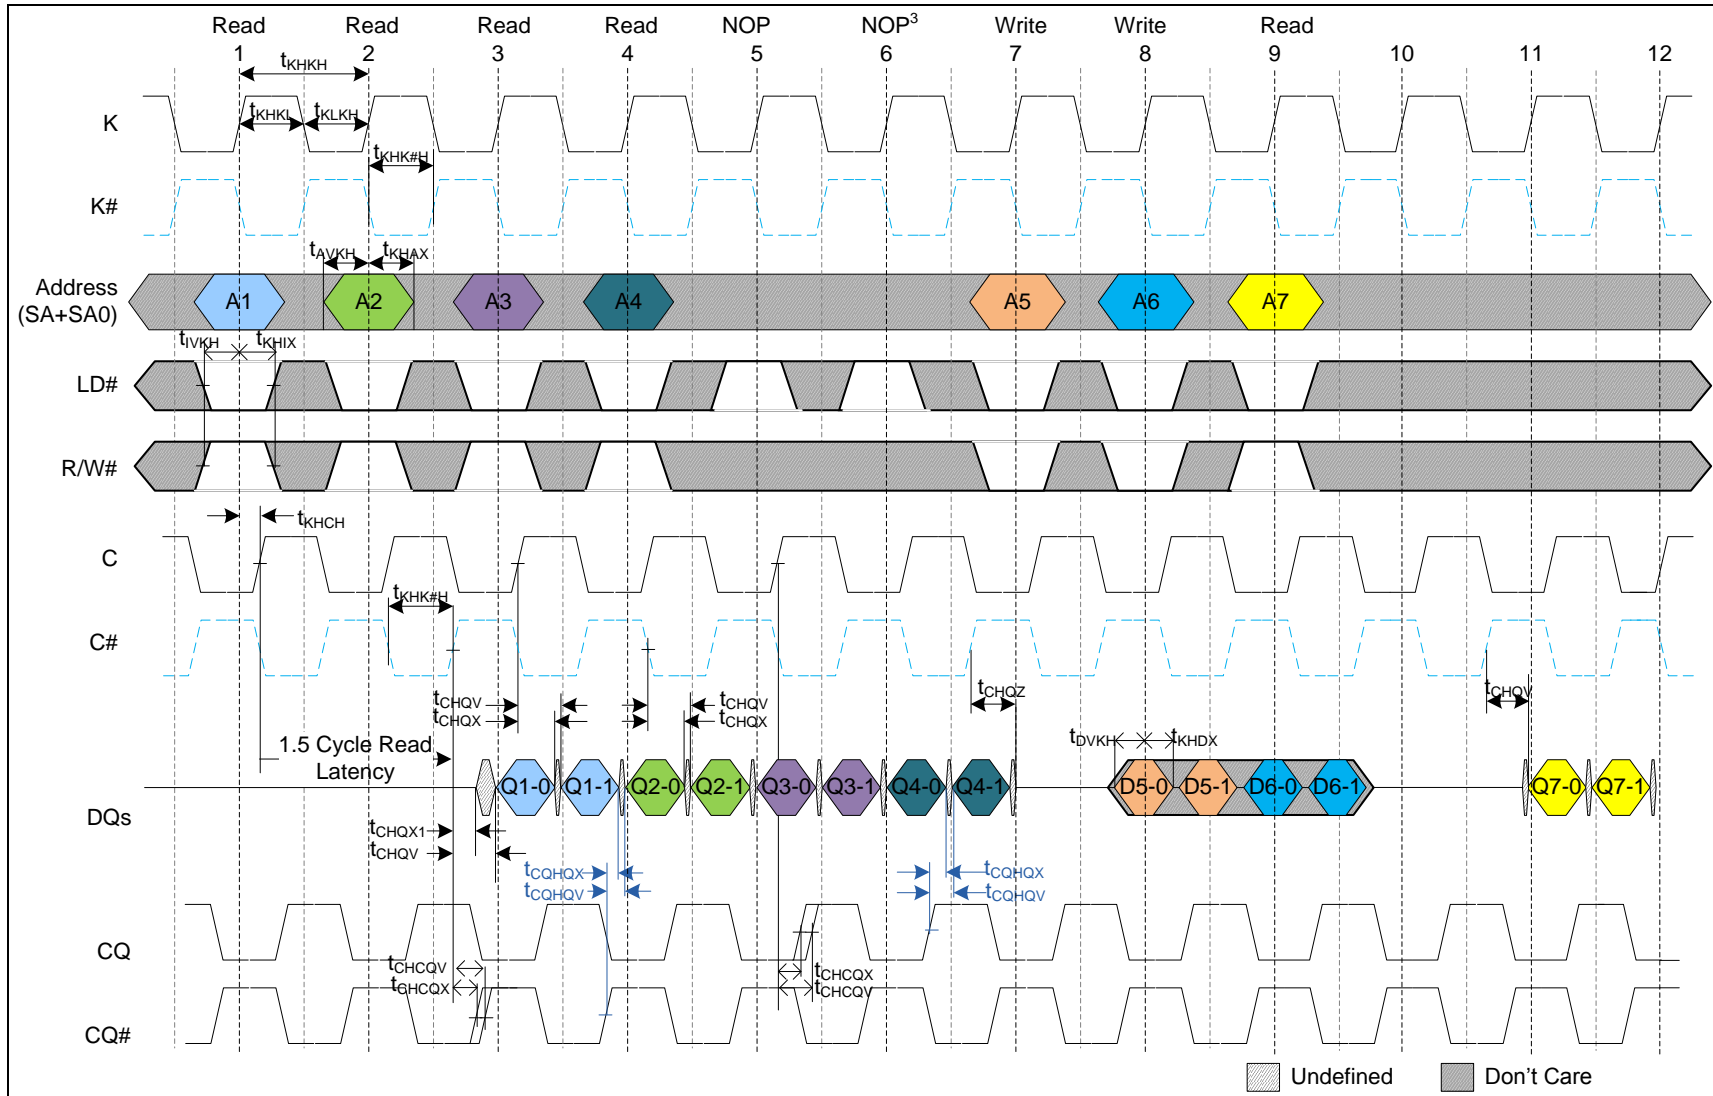 Read Read Read Read NOP NOP3 Write Write Read
1 2 3 4 5 6 7 8 9 10 11 12
tKHKH
K
tKHKL tKLKH
tKHK#H
K#
tAVKH tKHAX
Address
(SA+SA0)
A1 A2 A3 A4 A5 A6 A7
tIVKH tKHIX
LD#
R/W#
tKHCH
C
tKHK#H
C#
tCHQV tCHQV tCHQZ tCHQV
tCHQX tCHQX
1.5 Cycle Read
Latency
tDVKH tKHDX
Q1-0 Q1-1 Q2-0 Q2-1 Q3-0 Q3-1 Q4-0 Q4-1 D5-0 D5-1 D6-0 D6-1 Q7-0 Q7-1
DQs
tCHQX1
tCHQV
tCQHQX tCQHQX
tCQHQV tCQHQV
CQ
tCHCQV tCHCQX
tCHCQX tCHCQV
CQ#
Undefined Don't Care